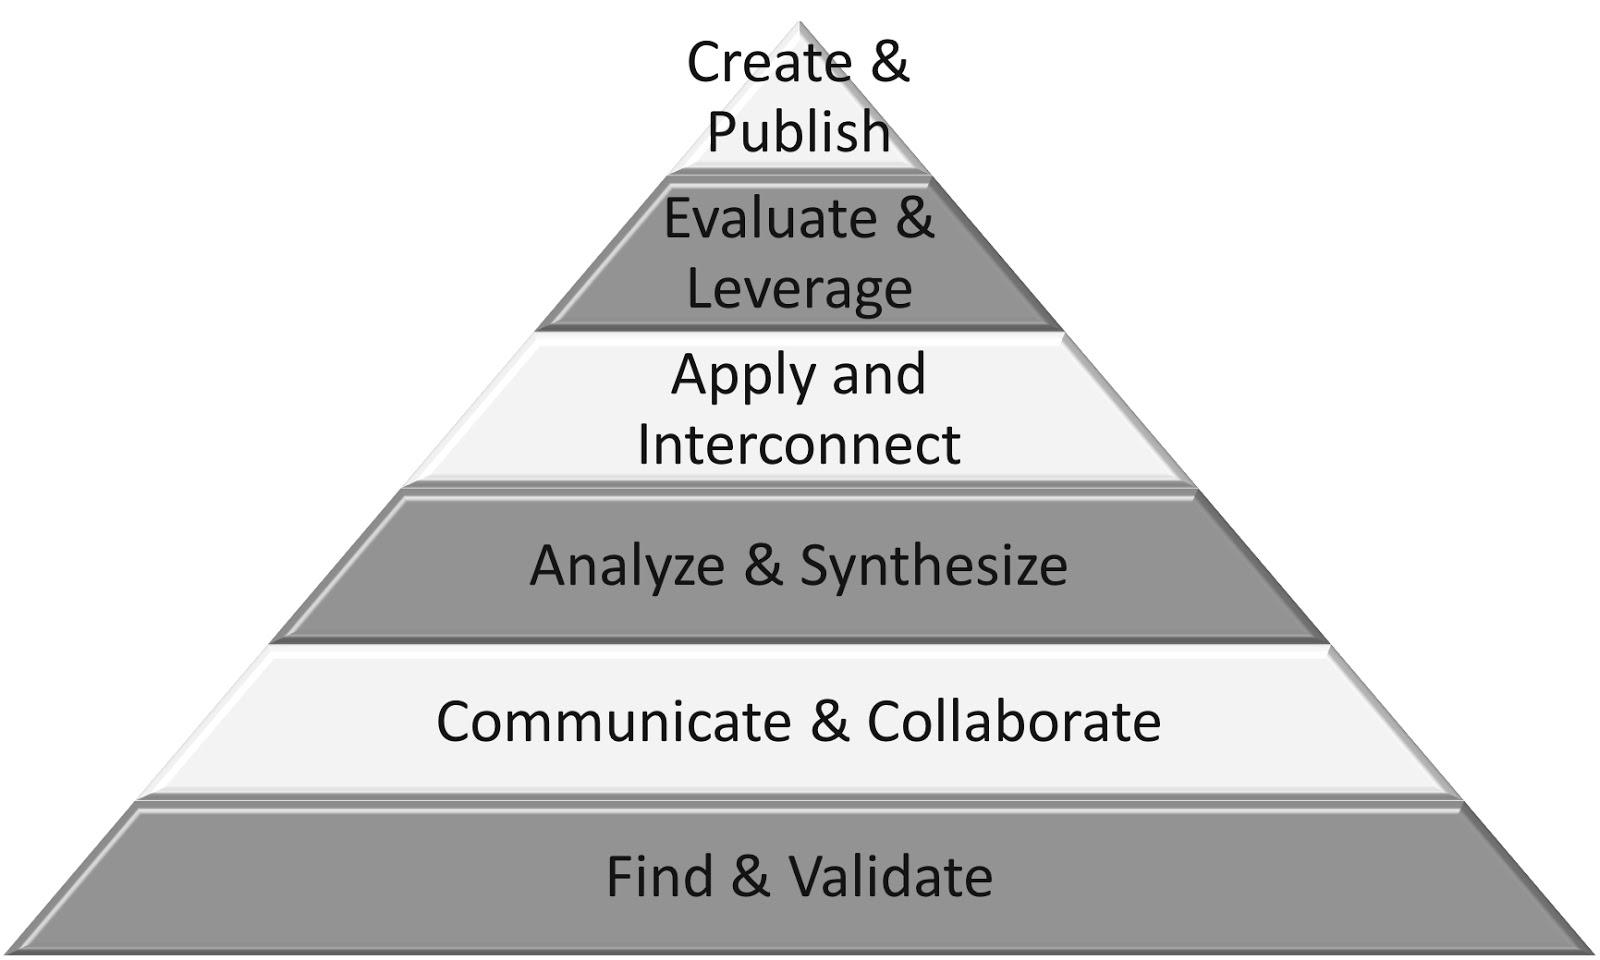 Create &
Publish
Evaluate &
Leverage
Apply and
Interconnect
Analyze & Synthesize
Communicate & Collaborate
Find & Validate